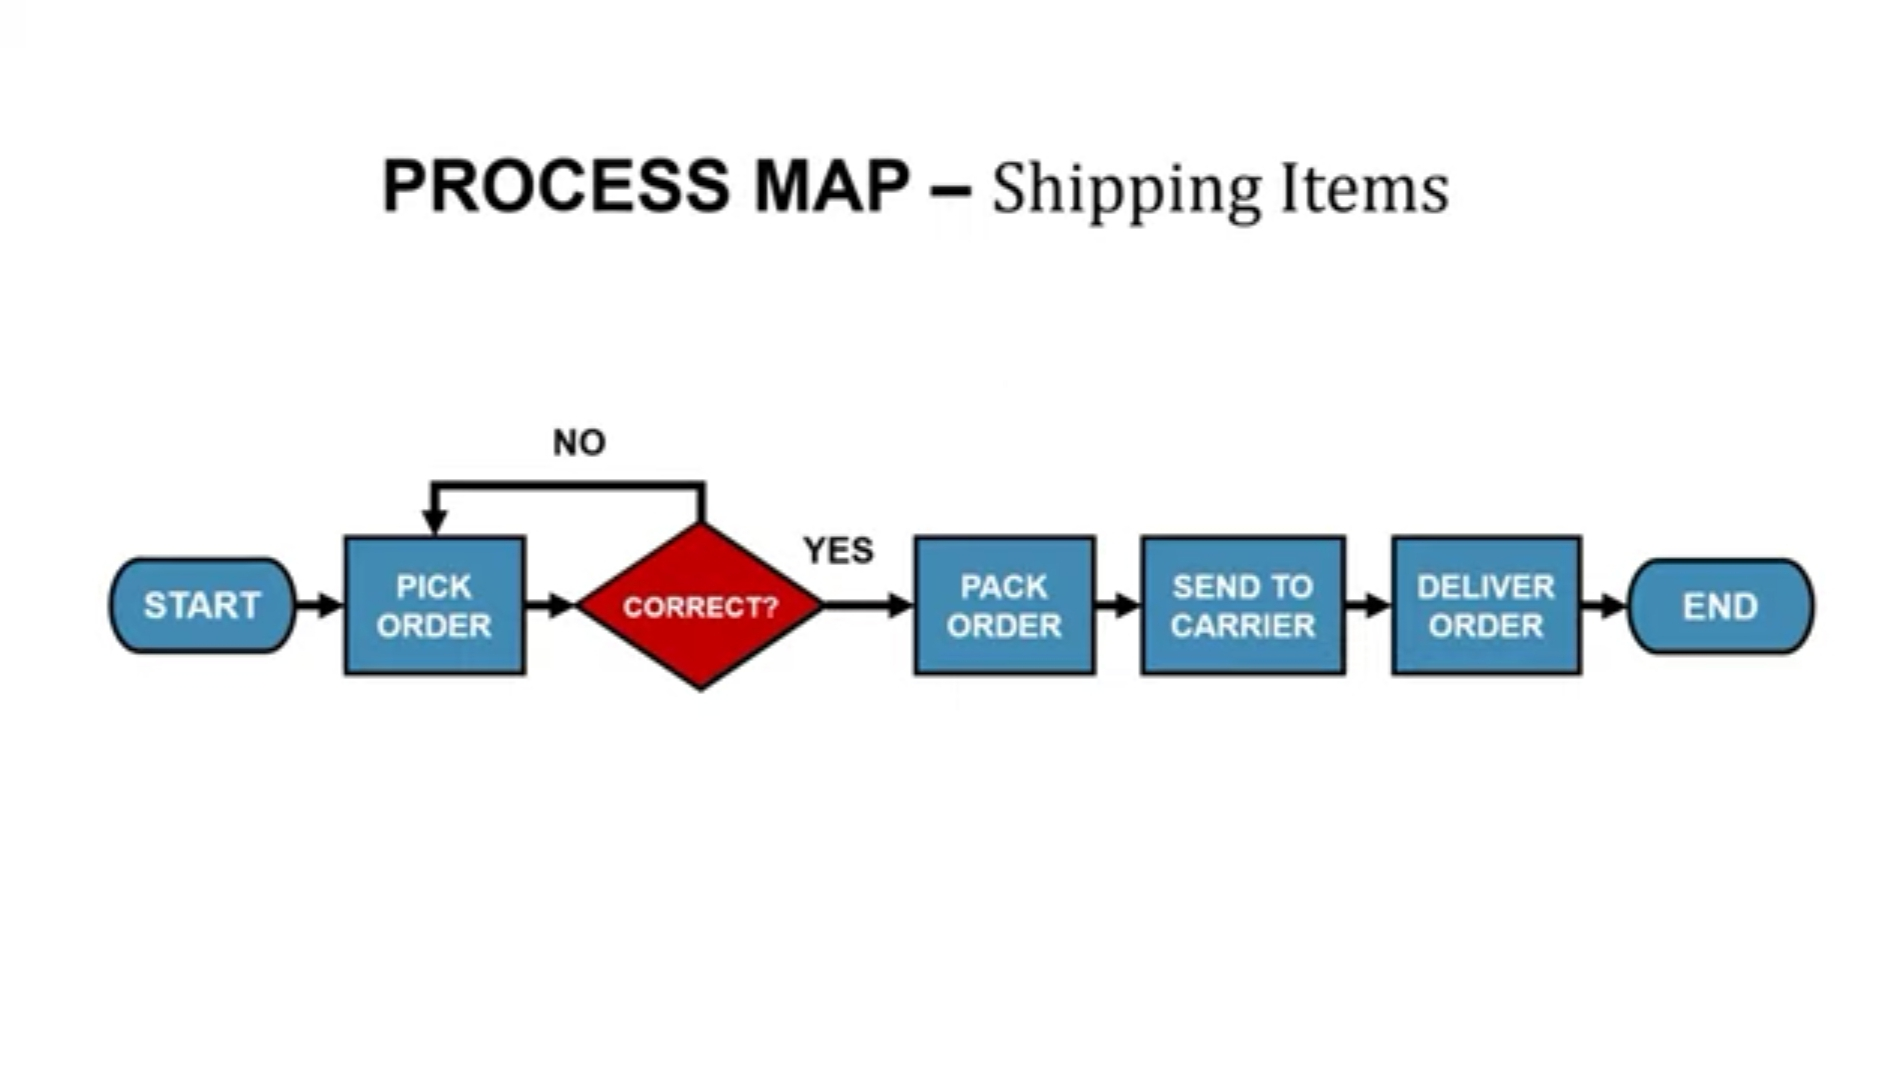 PROCESS MAP – Shipping Items
NO
YES
START
PICK
ORDER
CORRECT?
PACK
ORDER
SEND TO
CARRIER
DELIVER
ORDER
END